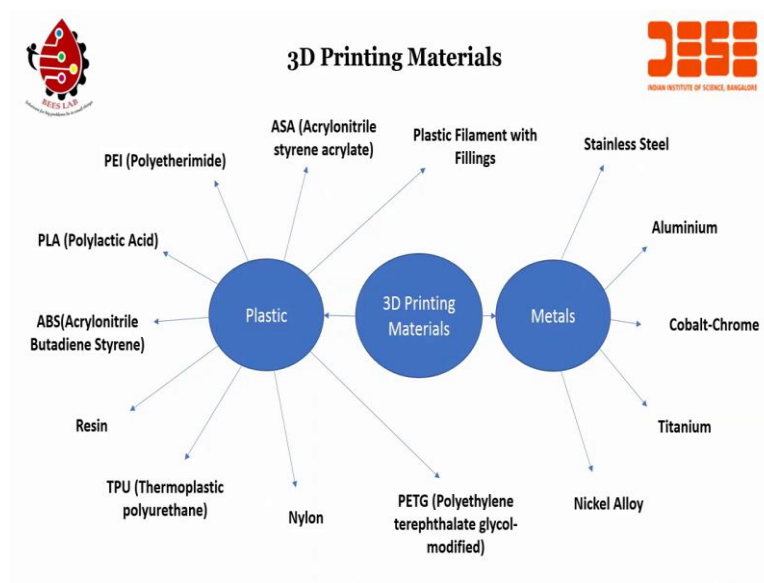 3D Printing Materials
BEES LAB
INDIAN INSTITUTE OF SCIENCE, BANGALORE
ASA (Acrylonitrile
styrene acrylate)
Plastic Filament with
Fillings
Stainless Steel
PEI (Polyetherimide)
Aluminium
PLA (Polylactic Acid)
Plastic
3D Printing
Materials
Metals
Cobalt-Chrome
ABS(Acrylonitrile
Butadiene Styrene)
Resin
Titanium
TPU (Thermoplastic
polyurethane)
Nylon
PETG (Polyethylene
terephthalate glycol-
modified)
Nickel Alloy